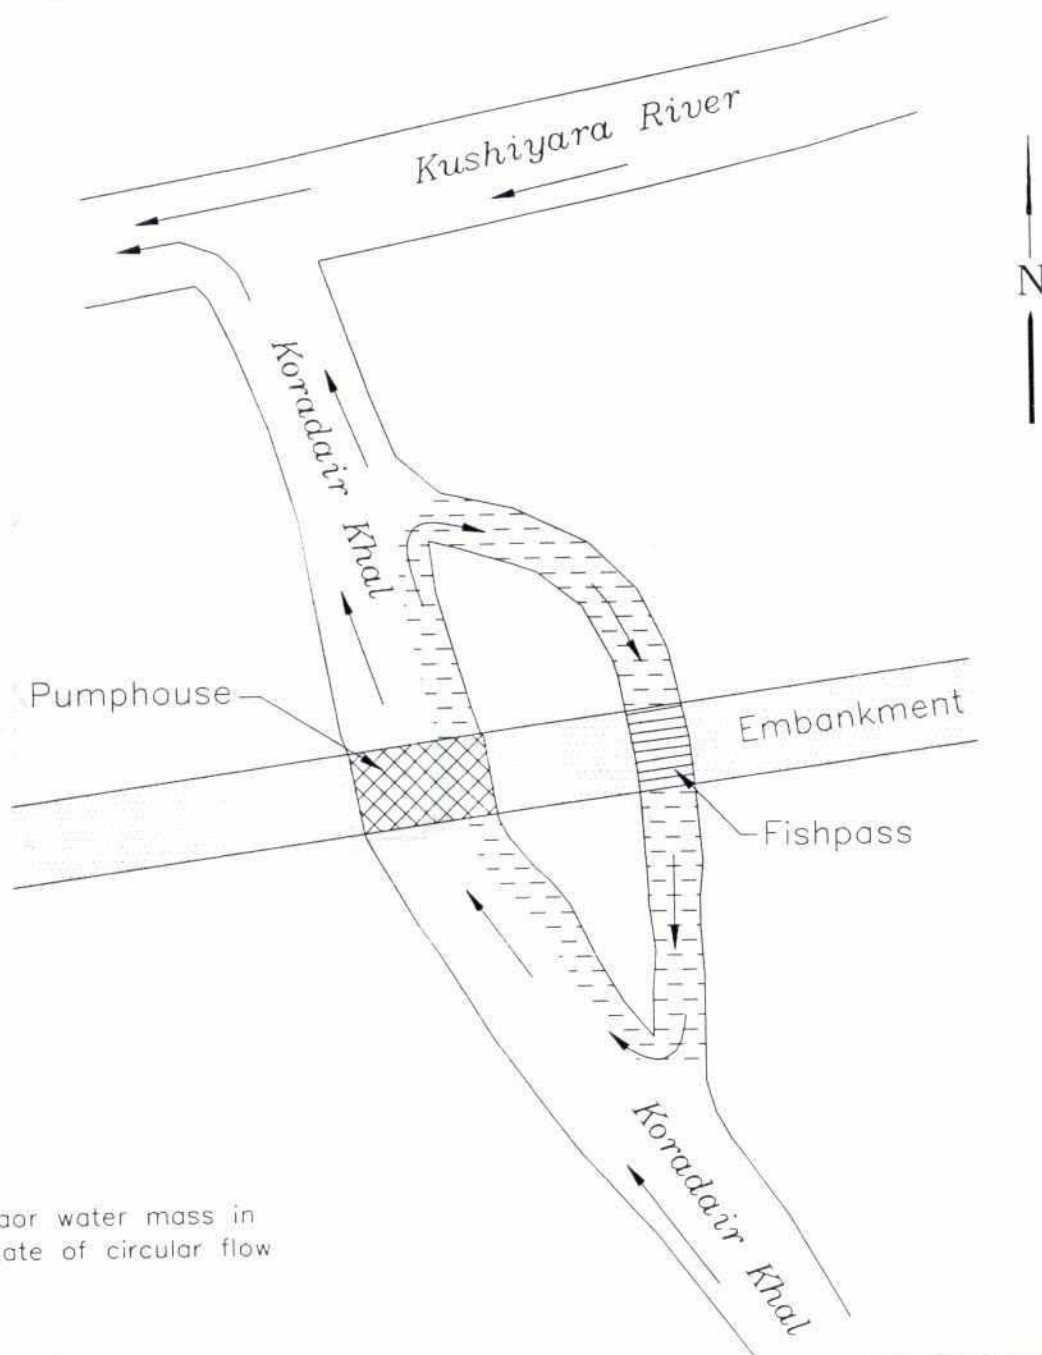 Kushiyara River
N
Koradair Khal
Pumphouse
Embankment
Fishpass
Koradair Khal
water mass in
of circular flow